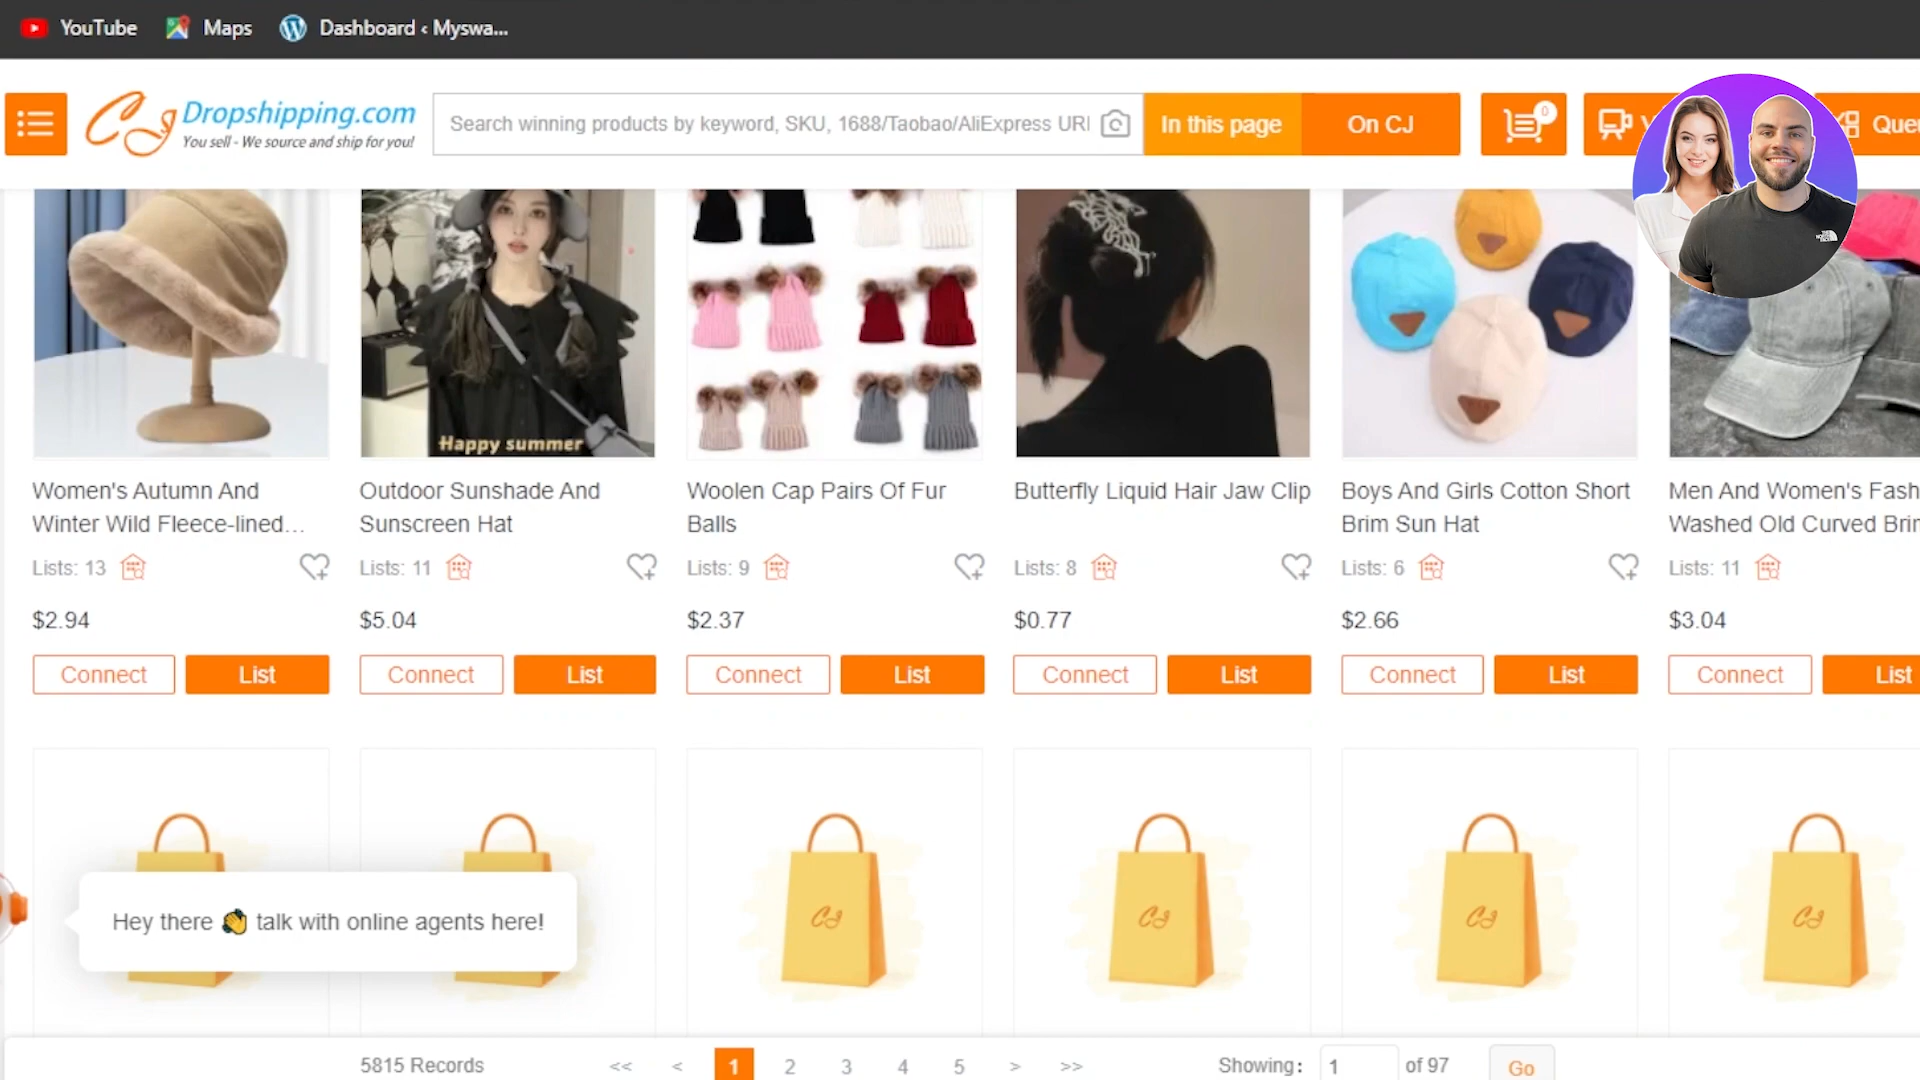 YouTube
Maps
Dashboard ‹ Myswa...
Dropshipping.com
You sell - We source and ship for you!
Search winning products by keyword, SKU, 1688/Taobao/AliExpress URL
In this page
On CJ
0
Happy summer
Women's Autumn And
Winter Wild Fleece-lined...
Outdoor Sunshade And
Sunscreen Hat
Woolen Cap Pairs Of Fur
Balls
Butterfly Liquid Hair Jaw Clip
Boys And Girls Cotton Short
Brim Sun Hat
Men And Women's Fash
Washed Old Curved Brim
Lists: 13
Lists: 11
Lists: 9
Lists: 8
Lists: 6
Lists: 11
$2.94
$5.04
$2.37
$0.77
$2.66
$3.04
Connect
List
Connect
List
Connect
List
Connect
List
Connect
List
Connect
List
CJ
CJ
CJ
CJ
Hey there 👏 talk with online agents here!
5815 Records
<<
<
1
2
3
4
5
>
>>
Showing:
1
of 97
Go